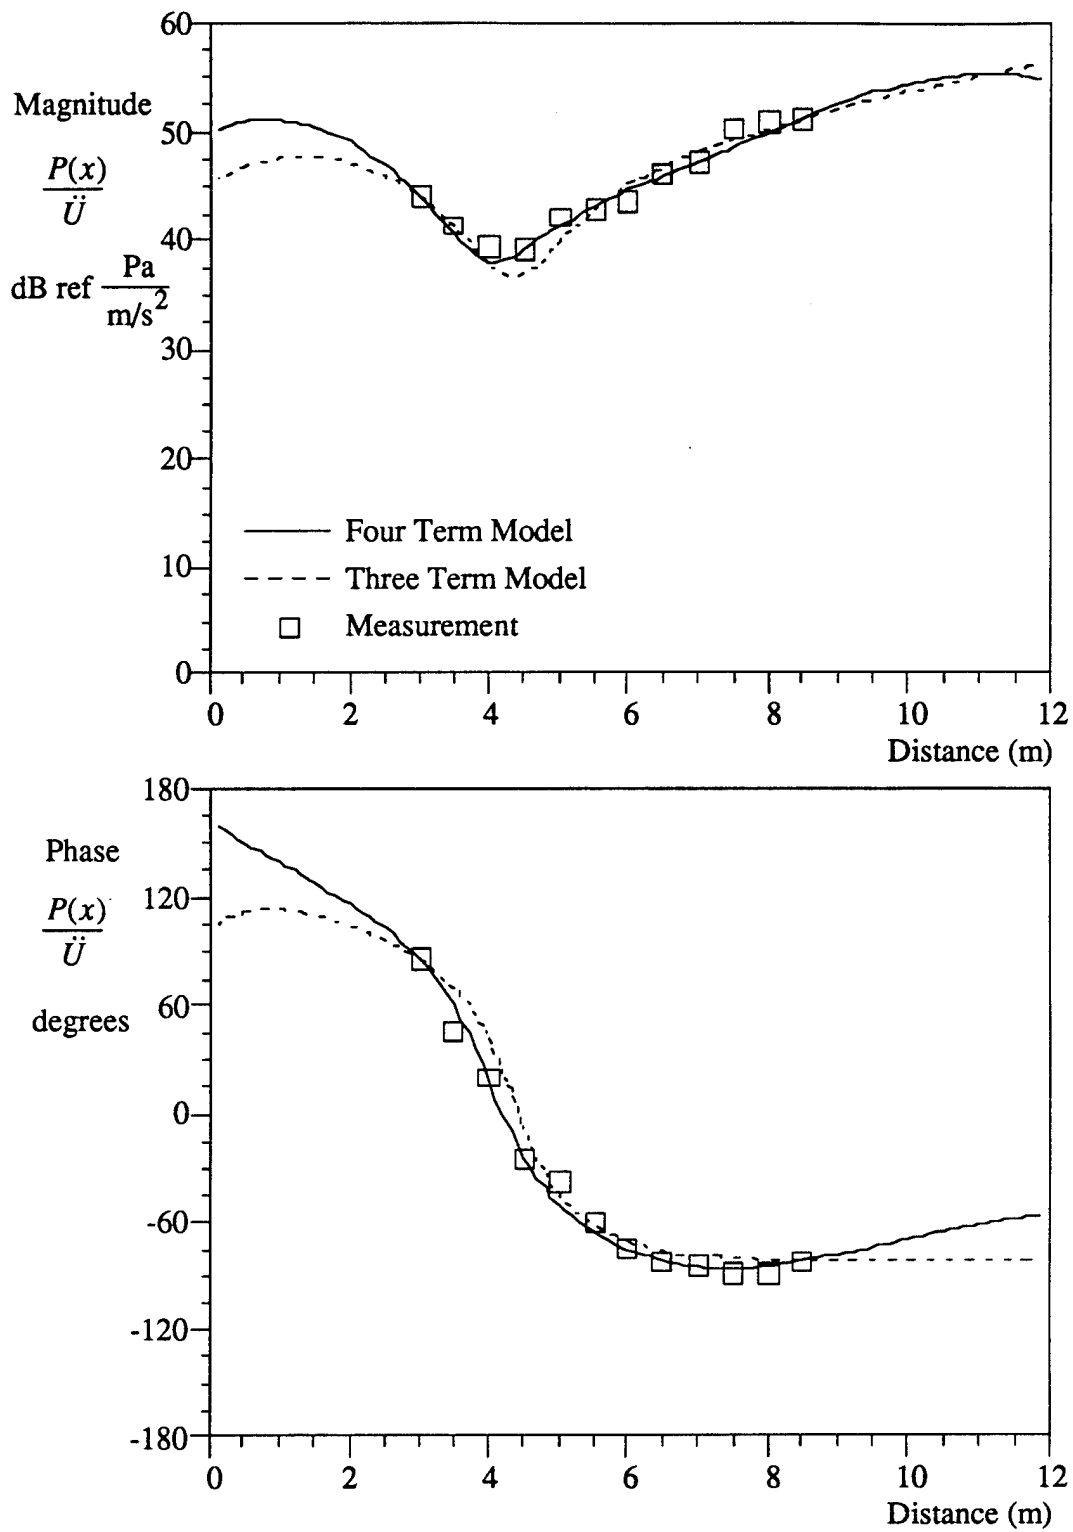 60
50
40
30
20
10
0
Magnitude
P(x)
Ü
dB ref Pa
m/s²
Four Term Model
Three Term Model
Measurement
0 2 4 6 8 10 12
Distance (m)
180
120
60
0
-60
-120
-180
Phase
P(x)
Ü
degrees
0 2 4 6 8 10 12
Distance (m)